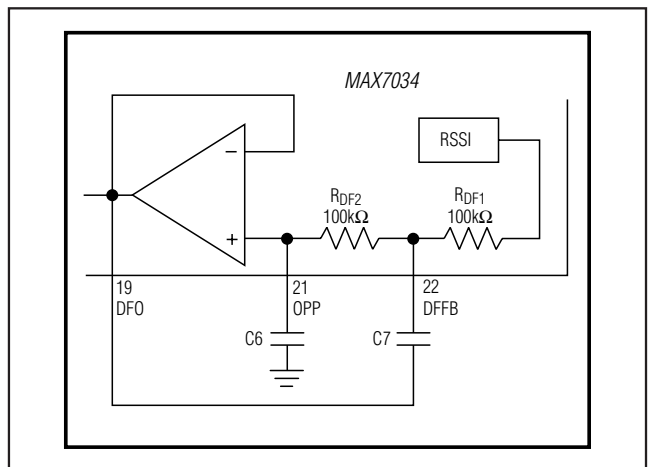 MAX7034
RSSI
−
+
RDF2
100kΩ
RDF1
100kΩ
19
DFO
21
OPP
22
DFFB
C6
C7